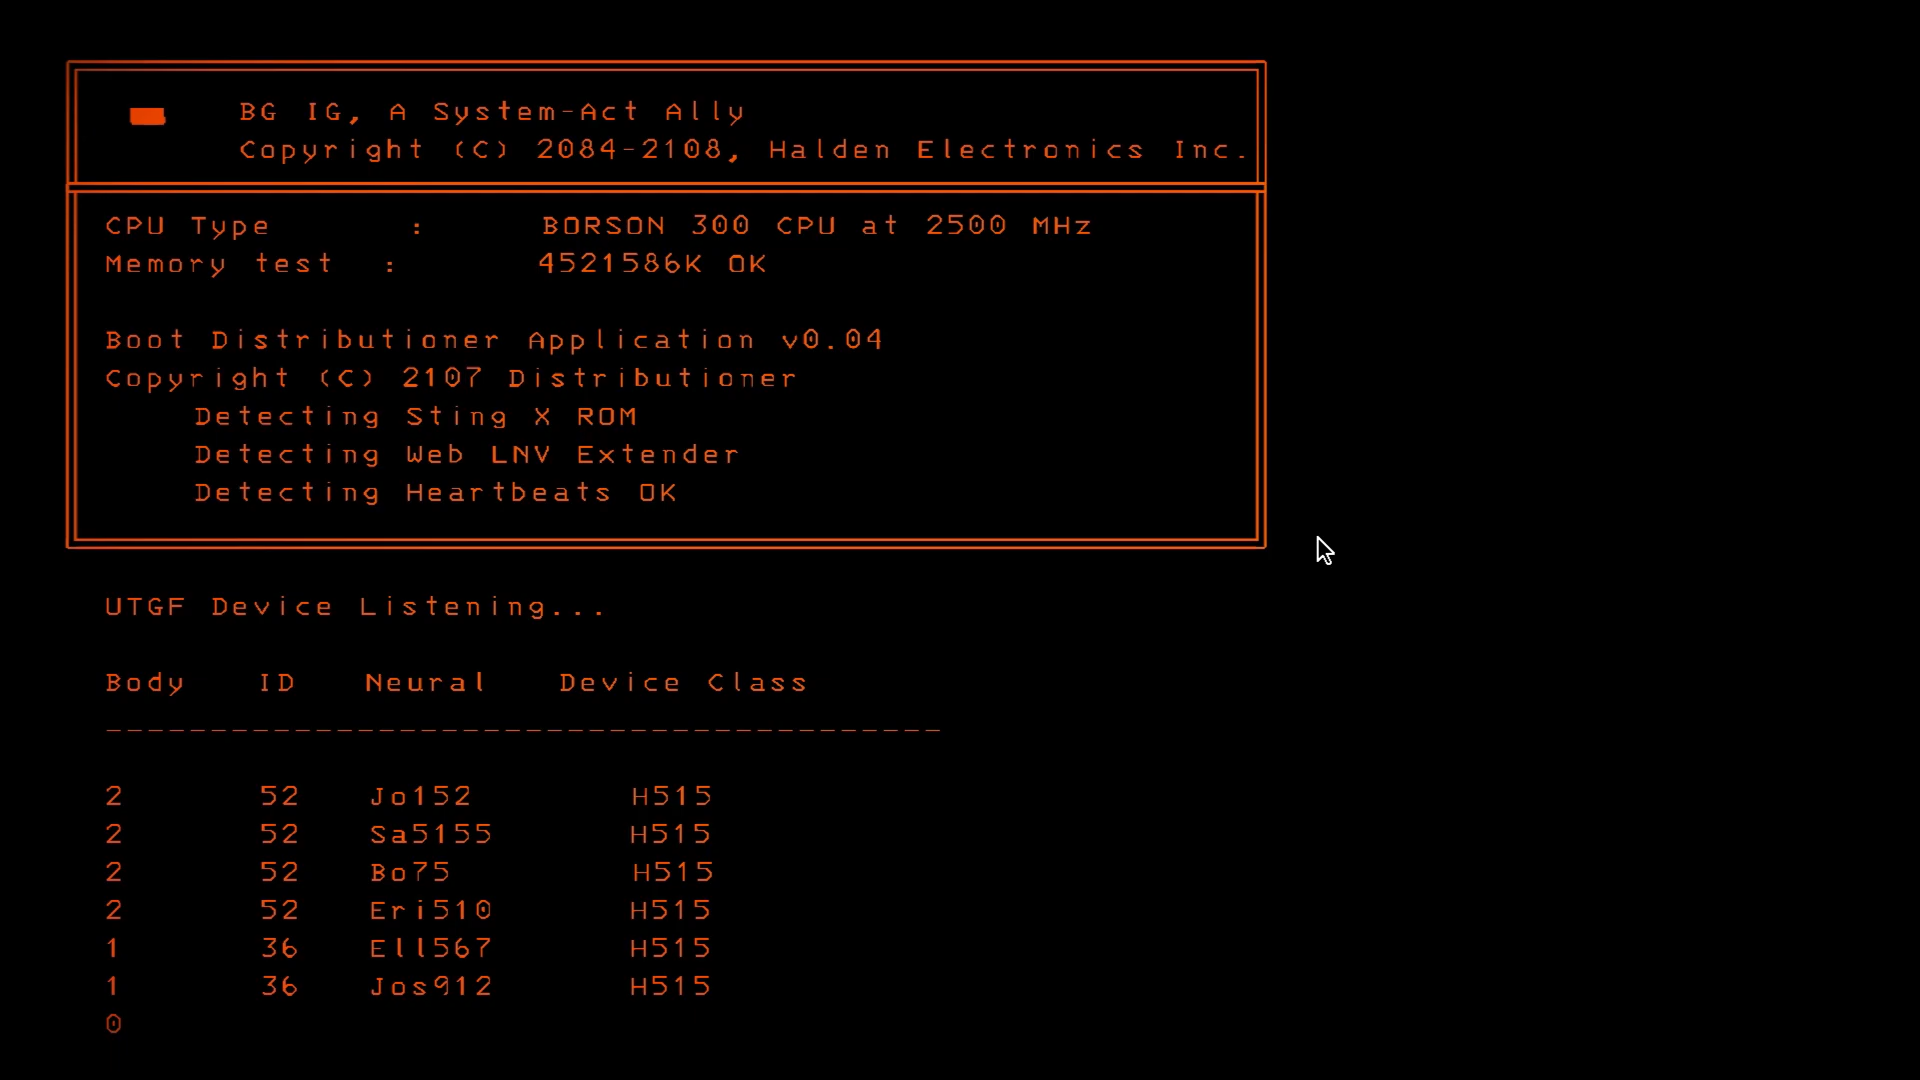 BG IG, A System-Act Ally
Copyright (C) 2084-2108, Halden Electronics Inc.
CPU Type : BORSON 300 CPU at 2500 MHz
Memory test : 4521586K OK
Boot Distributioner Application v0.04
Copyright (C) 2107 Distributioner
Detecting Sting X ROM
Detecting Web LNV Extender
Detecting Heartbeats OK
UTGF Device Listening...
Body ID Neural Device Class
----------------------------------------
2 52 Jo152 H515
2 52 Sa5155 H515
2 52 Bo75 H515
2 52 Eri510 H515
1 36 Ell567 H515
1 36 Jos912 H515
0